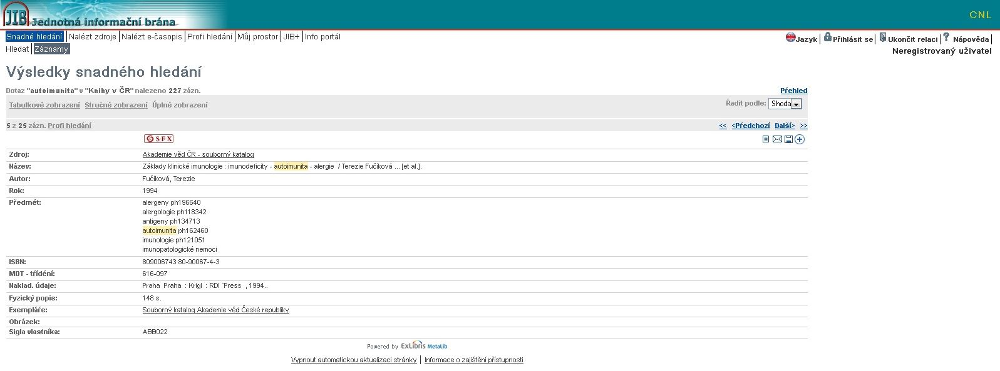 JIB Jednotná informační brána
CNL
Snadné hledání Nalézt zdroje Nalézt e-časopis Profi hledání Můj prostor JIB+ Info portál
Jazyk Přihlásit se Ukončit relaci Nápověda
Hledat Záznamy
Neregistrovaný uživatel
Výsledky snadného hledání
Dotaz "autoimunita" v "Knihy v ČR" nalezeno 227 zázn.
Přehled
Tabulkové zobrazení Stručné zobrazení Úplné zobrazení
Řadit podle: Shoda
5 z 25 zázn. Profi hledání
<< <Předchozí Další> >>
S·F·X
Zdroj: Akademie věd ČR - souborný katalog
Název: Základy klinické imunologie : imunodeficity - autoimunita - alergie / Terezie Fučíková ... [et al.].
Autor: Fučíková, Terezie
Rok: 1994
Předmět: alergeny ph196640
alergologie ph118342
antigeny ph134713
autoimunita ph162460
imunologie ph121051
imunopatologické nemoci
ISBN: 809006743 80-90067-4-3
MDT - třídění: 616-097
Naklad. údaje: Praha Praha : Krigl : RDI ´Press , 1994..
Fyzický popis: 148 s.
Exempláře: Souborný katalog Akademie věd České republiky
Obrázek:
Sigla vlastníka: ABB022
Powered by ExLibris MetaLib
Vypnout automatickou aktualizaci stránky Informace o zajištění přístupnosti